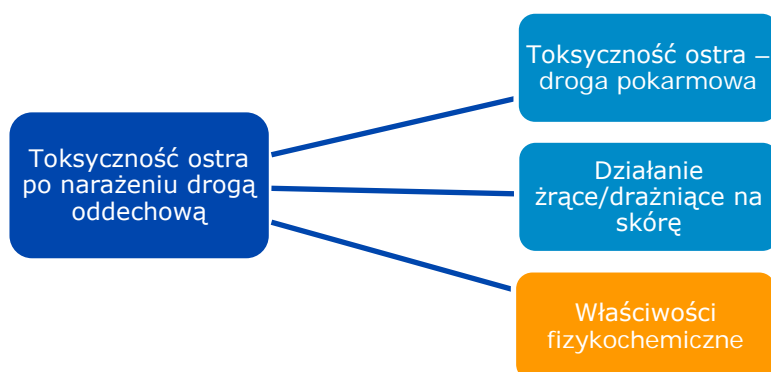 Toksyczność ostra
po narażeniu drogą
oddechową
Toksyczność ostra –
droga pokarmowa
Działanie
żrące/drażniące na
skórę
Właściwości
fizykochemiczne